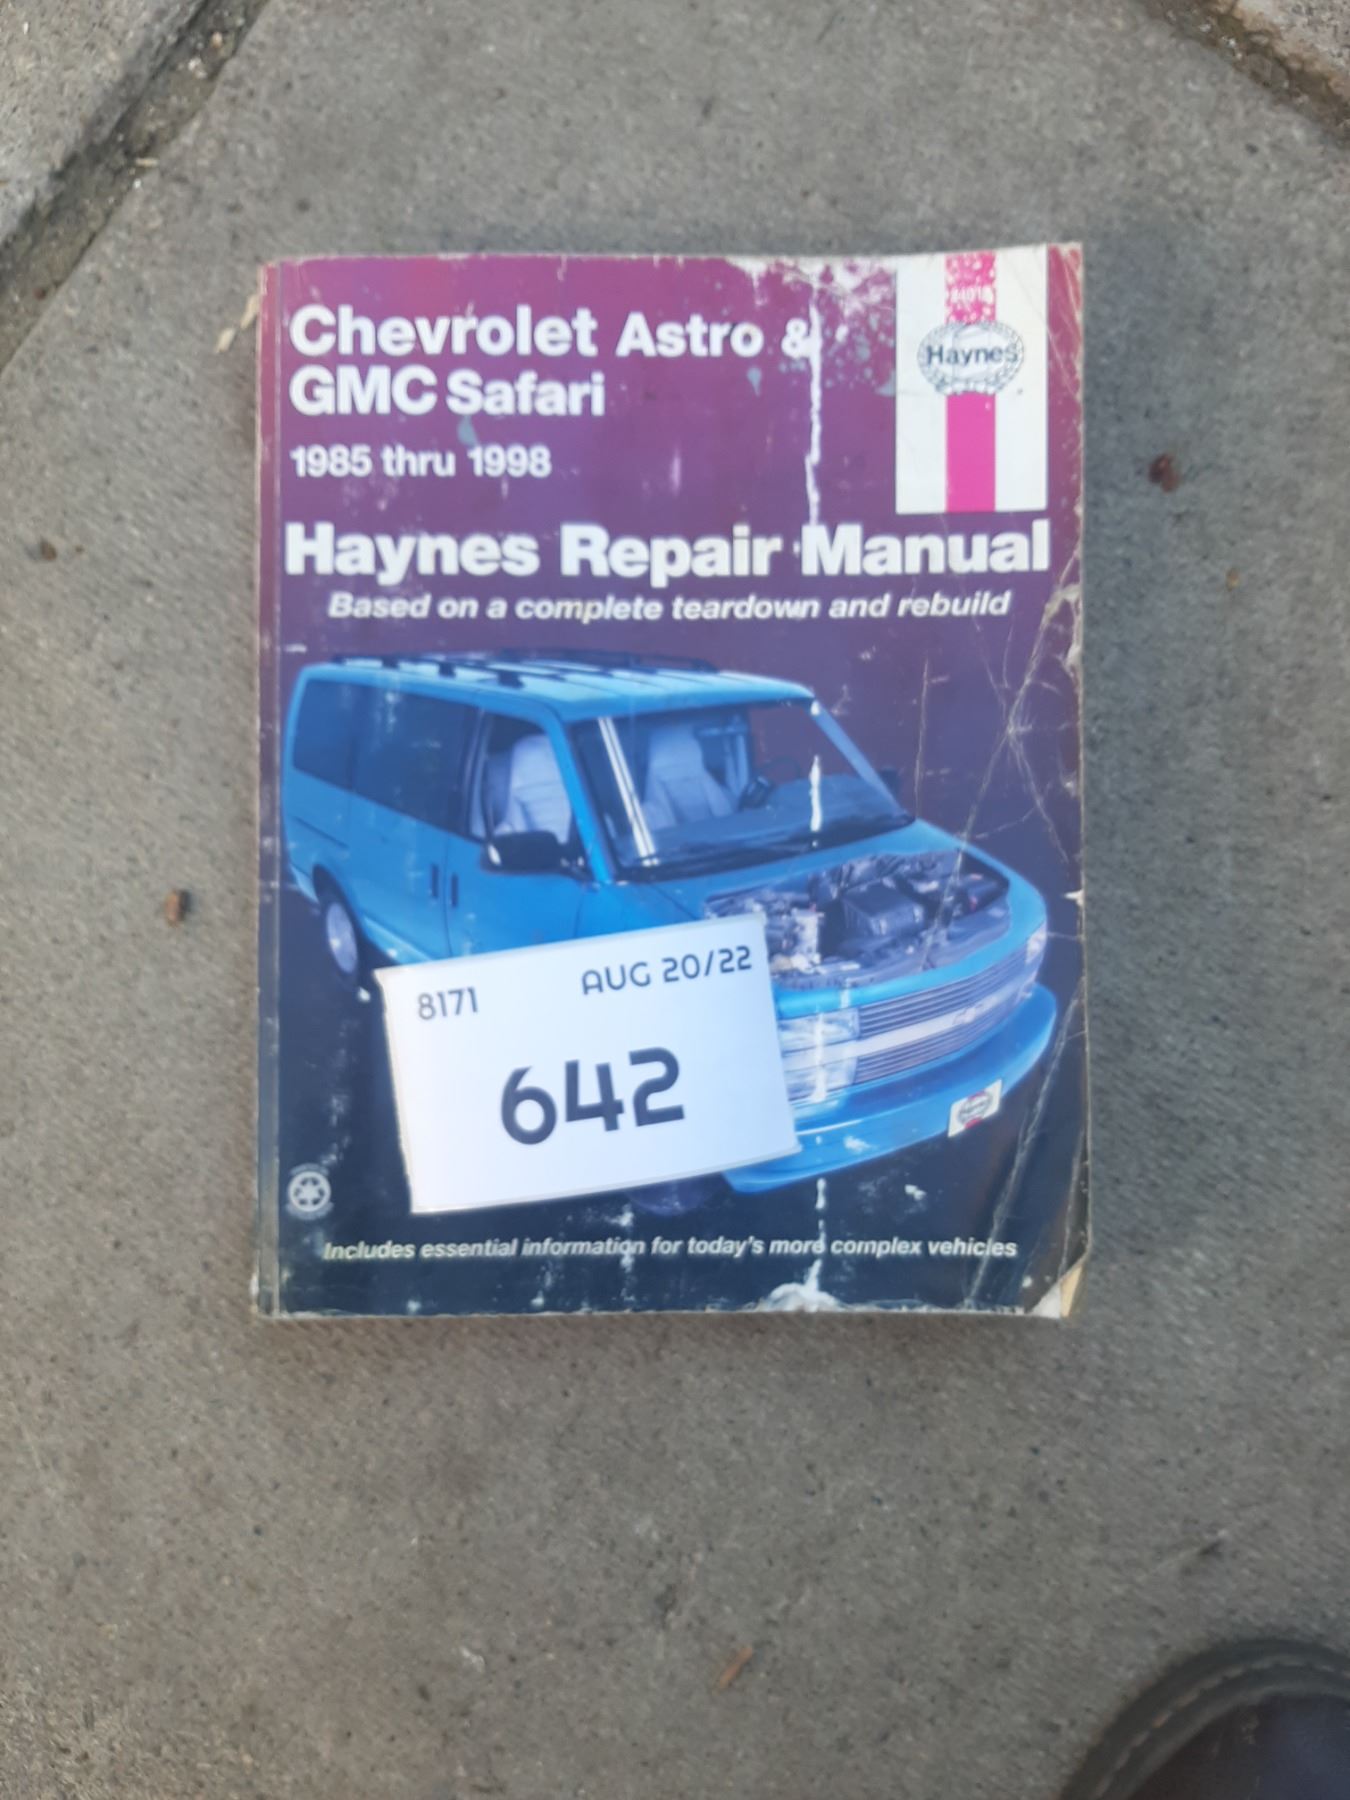 Chevrolet Astro &
GMC Safari
1985 thru 1998
Haynes
Haynes Repair Manual
Based on a complete teardown and rebuild
8171
AUG 20/22
642
Includes essential information for today's more complex vehicles